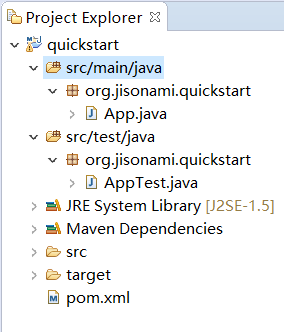 Project Explorer
quickstart
src/main/java
org.jisonami.quickstart
App.java
src/test/java
org.jisonami.quickstart
AppTest.java
JRE System Library [J2SE-1.5]
Maven Dependencies
src
target
pom.xml